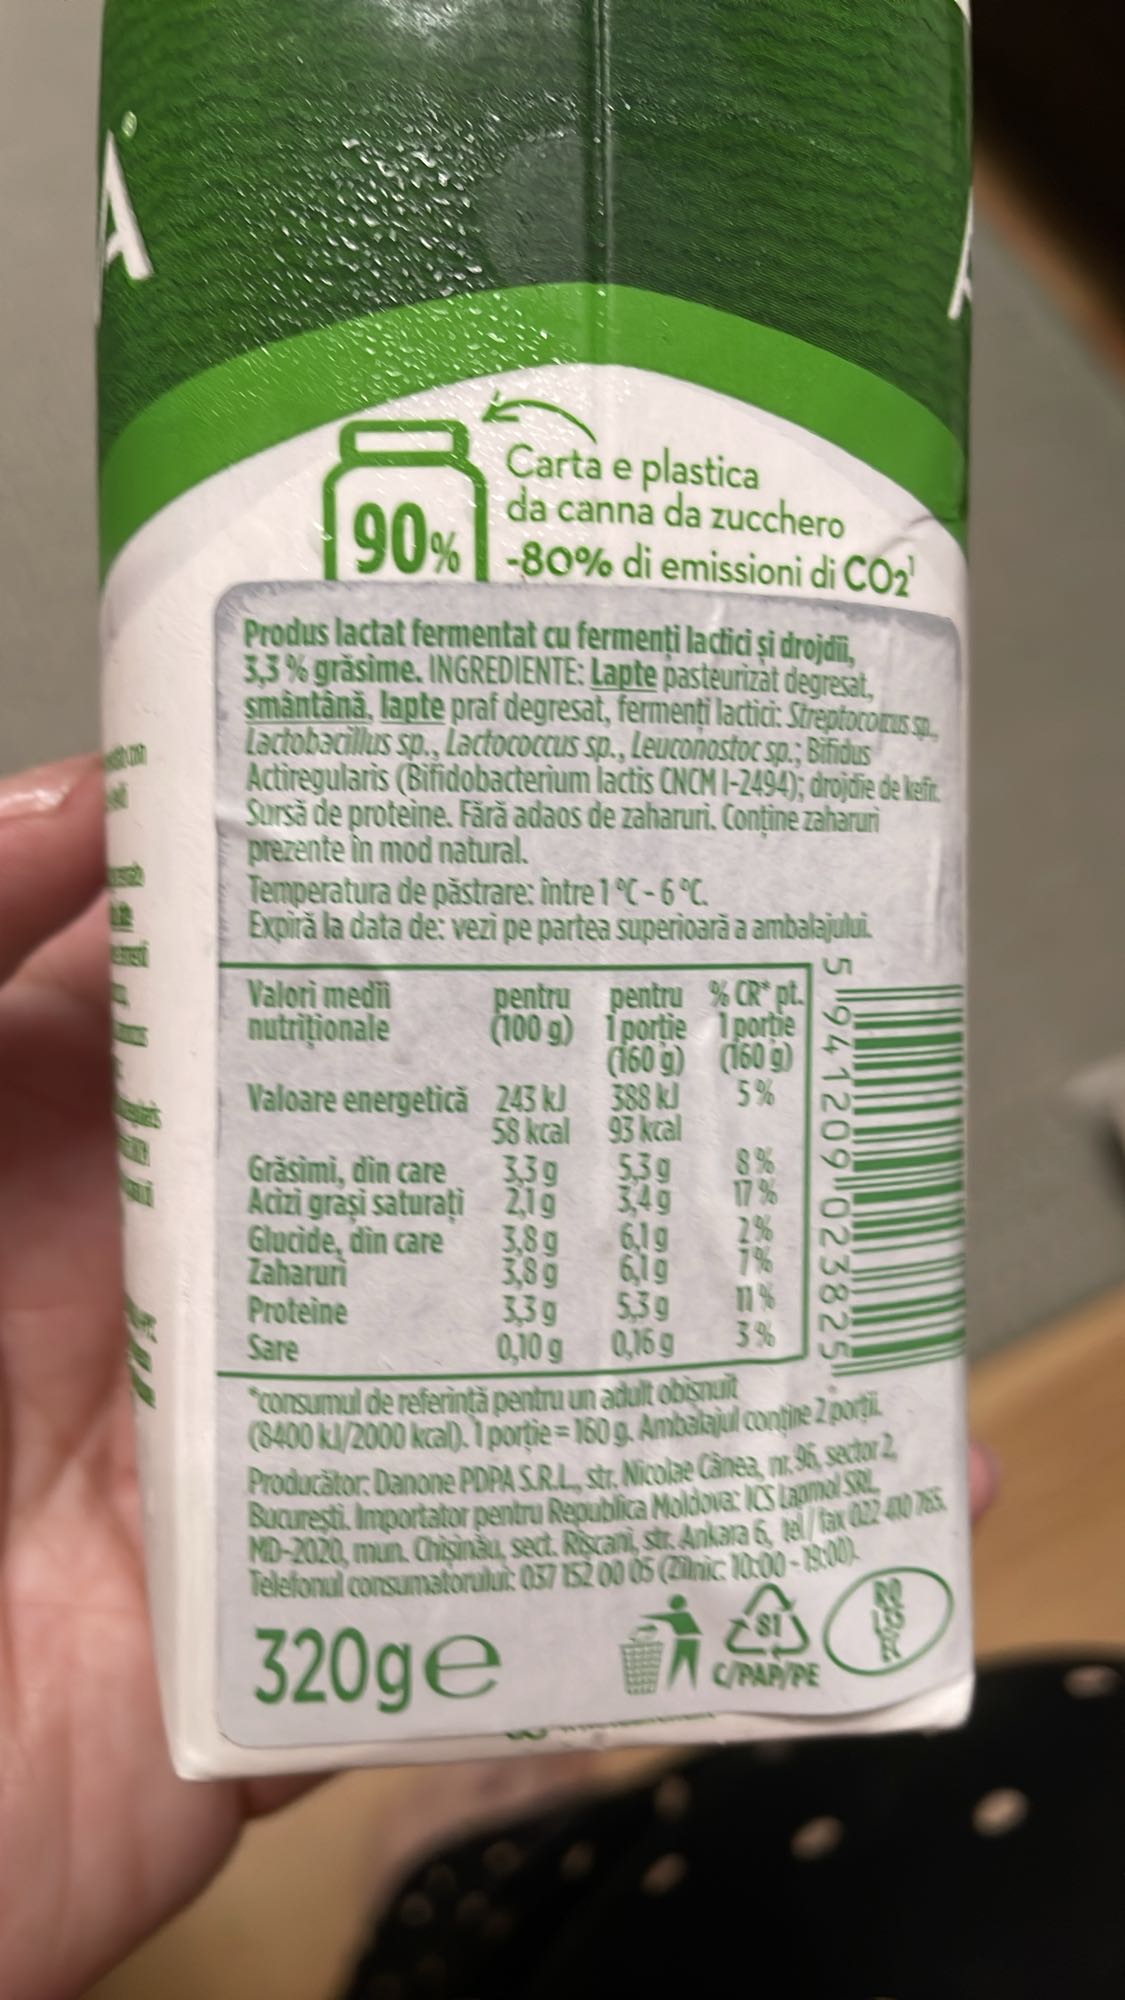 A
Carta e plastica
da canna da zucchero
90%
-80% di emissioni di CO2¹
Produs lactat fermentat cu fermenți lactici și drojdii,
3,3 % grăsime. INGREDIENTE: Lapte pasteurizat degresat,
smântână, lapte praf degresat, fermenți lactici: Streptococcus sp.,
Lactobacillus sp., Lactococcus sp., Leuconostoc sp.; Bifidus
Actiregularis (Bifidobacterium lactis CNCM I-2494); drojdie de kefir.
Sursă de proteine. Fără adaos de zaharuri. Conține zaharuri
prezente în mod natural.
Temperatura de păstrare: între 1 °C - 6 °C.
Expiră la data de: vezi pe partea superioară a ambalajului.
Valori medii pentru pentru % CR* pt.
nutriționale (100 g) 1 porție 1 porție
(160 g) (160 g)
Valoare energetică 243 kJ 388 kJ 5 %
58 kcal 93 kcal
Grăsimi, din care 3,3 g 5,3 g 8 %
Acizi grași saturați 2,1 g 3,4 g 17 %
Glucide, din care 3,8 g 6,1 g 2 %
Zaharuri 3,8 g 6,1 g 7 %
Proteine 3,3 g 5,3 g 11 %
Sare 0,10 g 0,16 g 3 %
5 941209 023825
*consumul de referință pentru un adult obișnuit
(8400 kJ/2000 kcal). 1 porție = 160 g. Ambalajul conține 2 porții.
Producător: Danone PDPA S.R.L., str. Nicolae Cânea, nr. 96, sector 2,
București. Importator pentru Republica Moldova: ICS Lapmol SRL,
MD-2020, mun. Chișinău, sect. Rîșcani, str. Ankara 6, tel/fax 022 400 765.
Telefonul consumatorului: 037 152 00 05 (Zilnic: 10:00 - 19:00).
320g e
81
C/PAP/PE
RO
EC